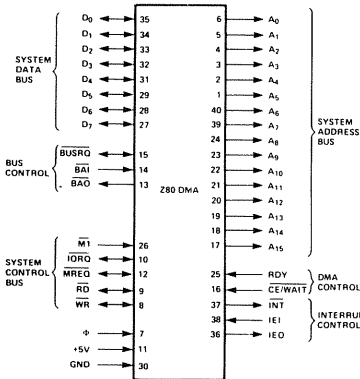 SYSTEM
DATA
BUS
D₀ 35
D₁ 34
D₂ 33
D₃ 32
D₄ 31
D₅ 29
D₆ 28
D₇ 27
BUS
CONTROL
BUSRQ 15
BAI 14
BAO 13
SYSTEM
CONTROL
BUS
M1 26
IORQ 10
MREQ 12
RD 9
WR 8
Φ 7
+5V 11
GND 30
Z80 DMA
6 A₀
5 A₁
4 A₂
3 A₃
2 A₄
1 A₅
40 A₆
39 A₇
24 A₈
23 A₉
22 A₁₀
21 A₁₁
20 A₁₂
19 A₁₃
18 A₁₄
17 A₁₅
SYSTEM
ADDRESS
BUS
25 RDY
16 CE/WAIT
DMA
CONTROL
37 INT
38 IEI
36 IEO
INTERRUP
CONTROL